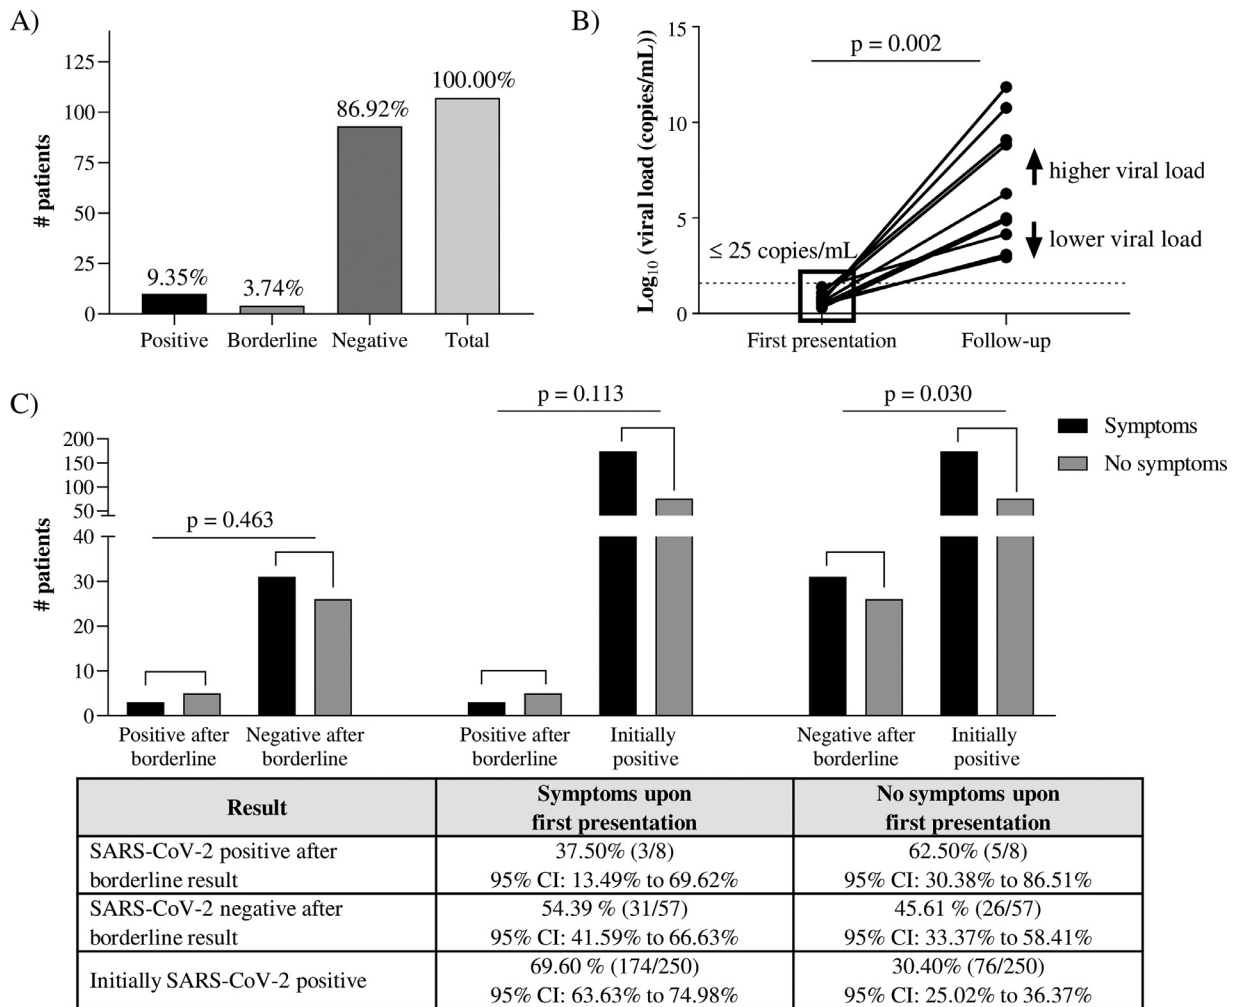 A)
# patients
125
100
75
50
25
0
9.35%
3.74%
86.92%
100.00%
Positive
Borderline
Negative
Total
B)
Log10 (viral load (copies/mL))
15
10
5
0
p = 0.002
≤ 25 copies/mL
higher viral load
lower viral load
First presentation
Follow-up
C)
# patients
200
150
100
50
40
30
20
10
0
p = 0.463
p = 0.113
p = 0.030
Symptoms
No symptoms
Positive after
borderline
Negative after
borderline
Positive after
borderline
Initially
positive
Negative after
borderline
Initially
positive
Result
Symptoms upon
first presentation
No symptoms upon
first presentation
SARS-CoV-2 positive after
borderline result
37.50% (3/8)
95% CI: 13.49% to 69.62%
62.50% (5/8)
95% CI: 30.38% to 86.51%
SARS-CoV-2 negative after
borderline result
54.39 % (31/57)
95% CI: 41.59% to 66.63%
45.61 % (26/57)
95% CI: 33.37% to 58.41%
Initially SARS-CoV-2 positive
69.60 % (174/250)
95% CI: 63.63% to 74.98%
30.40% (76/250)
95% CI: 25.02% to 36.37%